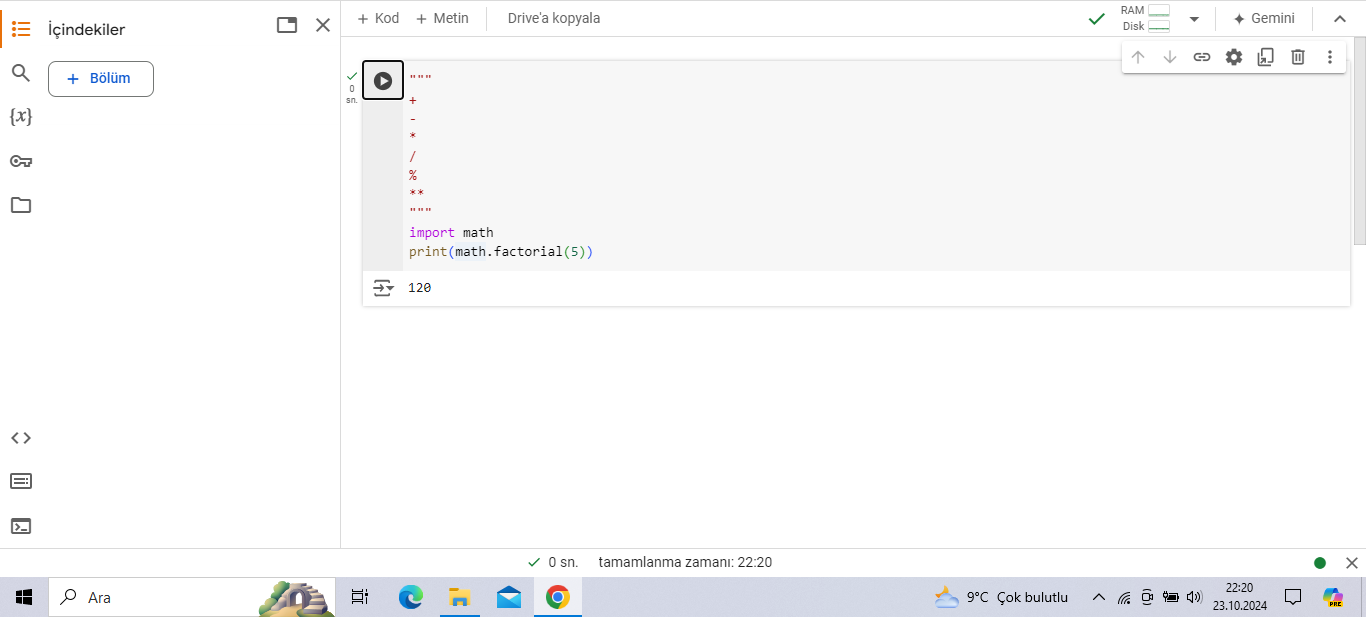 İçindekiler
+ Bölüm
{x}
+ Kod + Metin Drive'a kopyala
RAM
Disk
Gemini
0
sn.
"""
+
-
*
/
%
**
"""
import math
print(math.factorial(5))
120
0 sn. tamamlanma zamanı: 22:20
Ara
9°C Çok bulutlu
22:20
23.10.2024
PRE